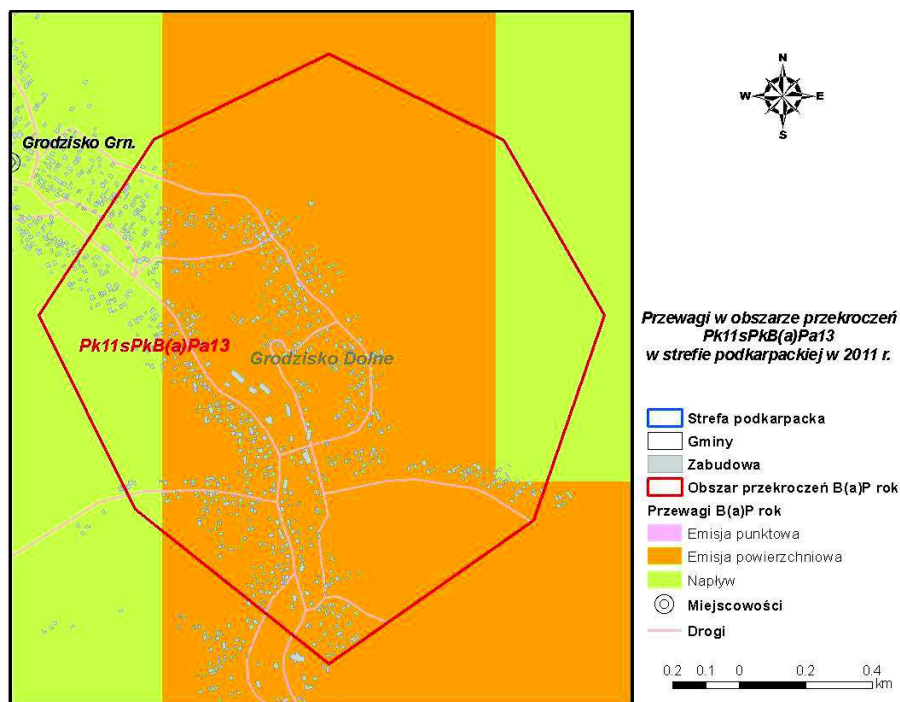 Grodzisko Grn.
Pk11sPkB(a)Pa13
Grodzisko Dolne
N
W E
S
Przewagi w obszarze przekroczeń
Pk11sPkB(a)Pa13
w strefie podkarpackiej w 2011 r.
Strefa podkarpacka
Gminy
Zabudowa
Obszar przekroczeń B(a)P rok
Przewagi B(a)P rok
Emisja punktowa
Emisja powierzchniowa
Napływ
Miejscowości
Drogi
0.2 0.1 0 0.2 0.4
km